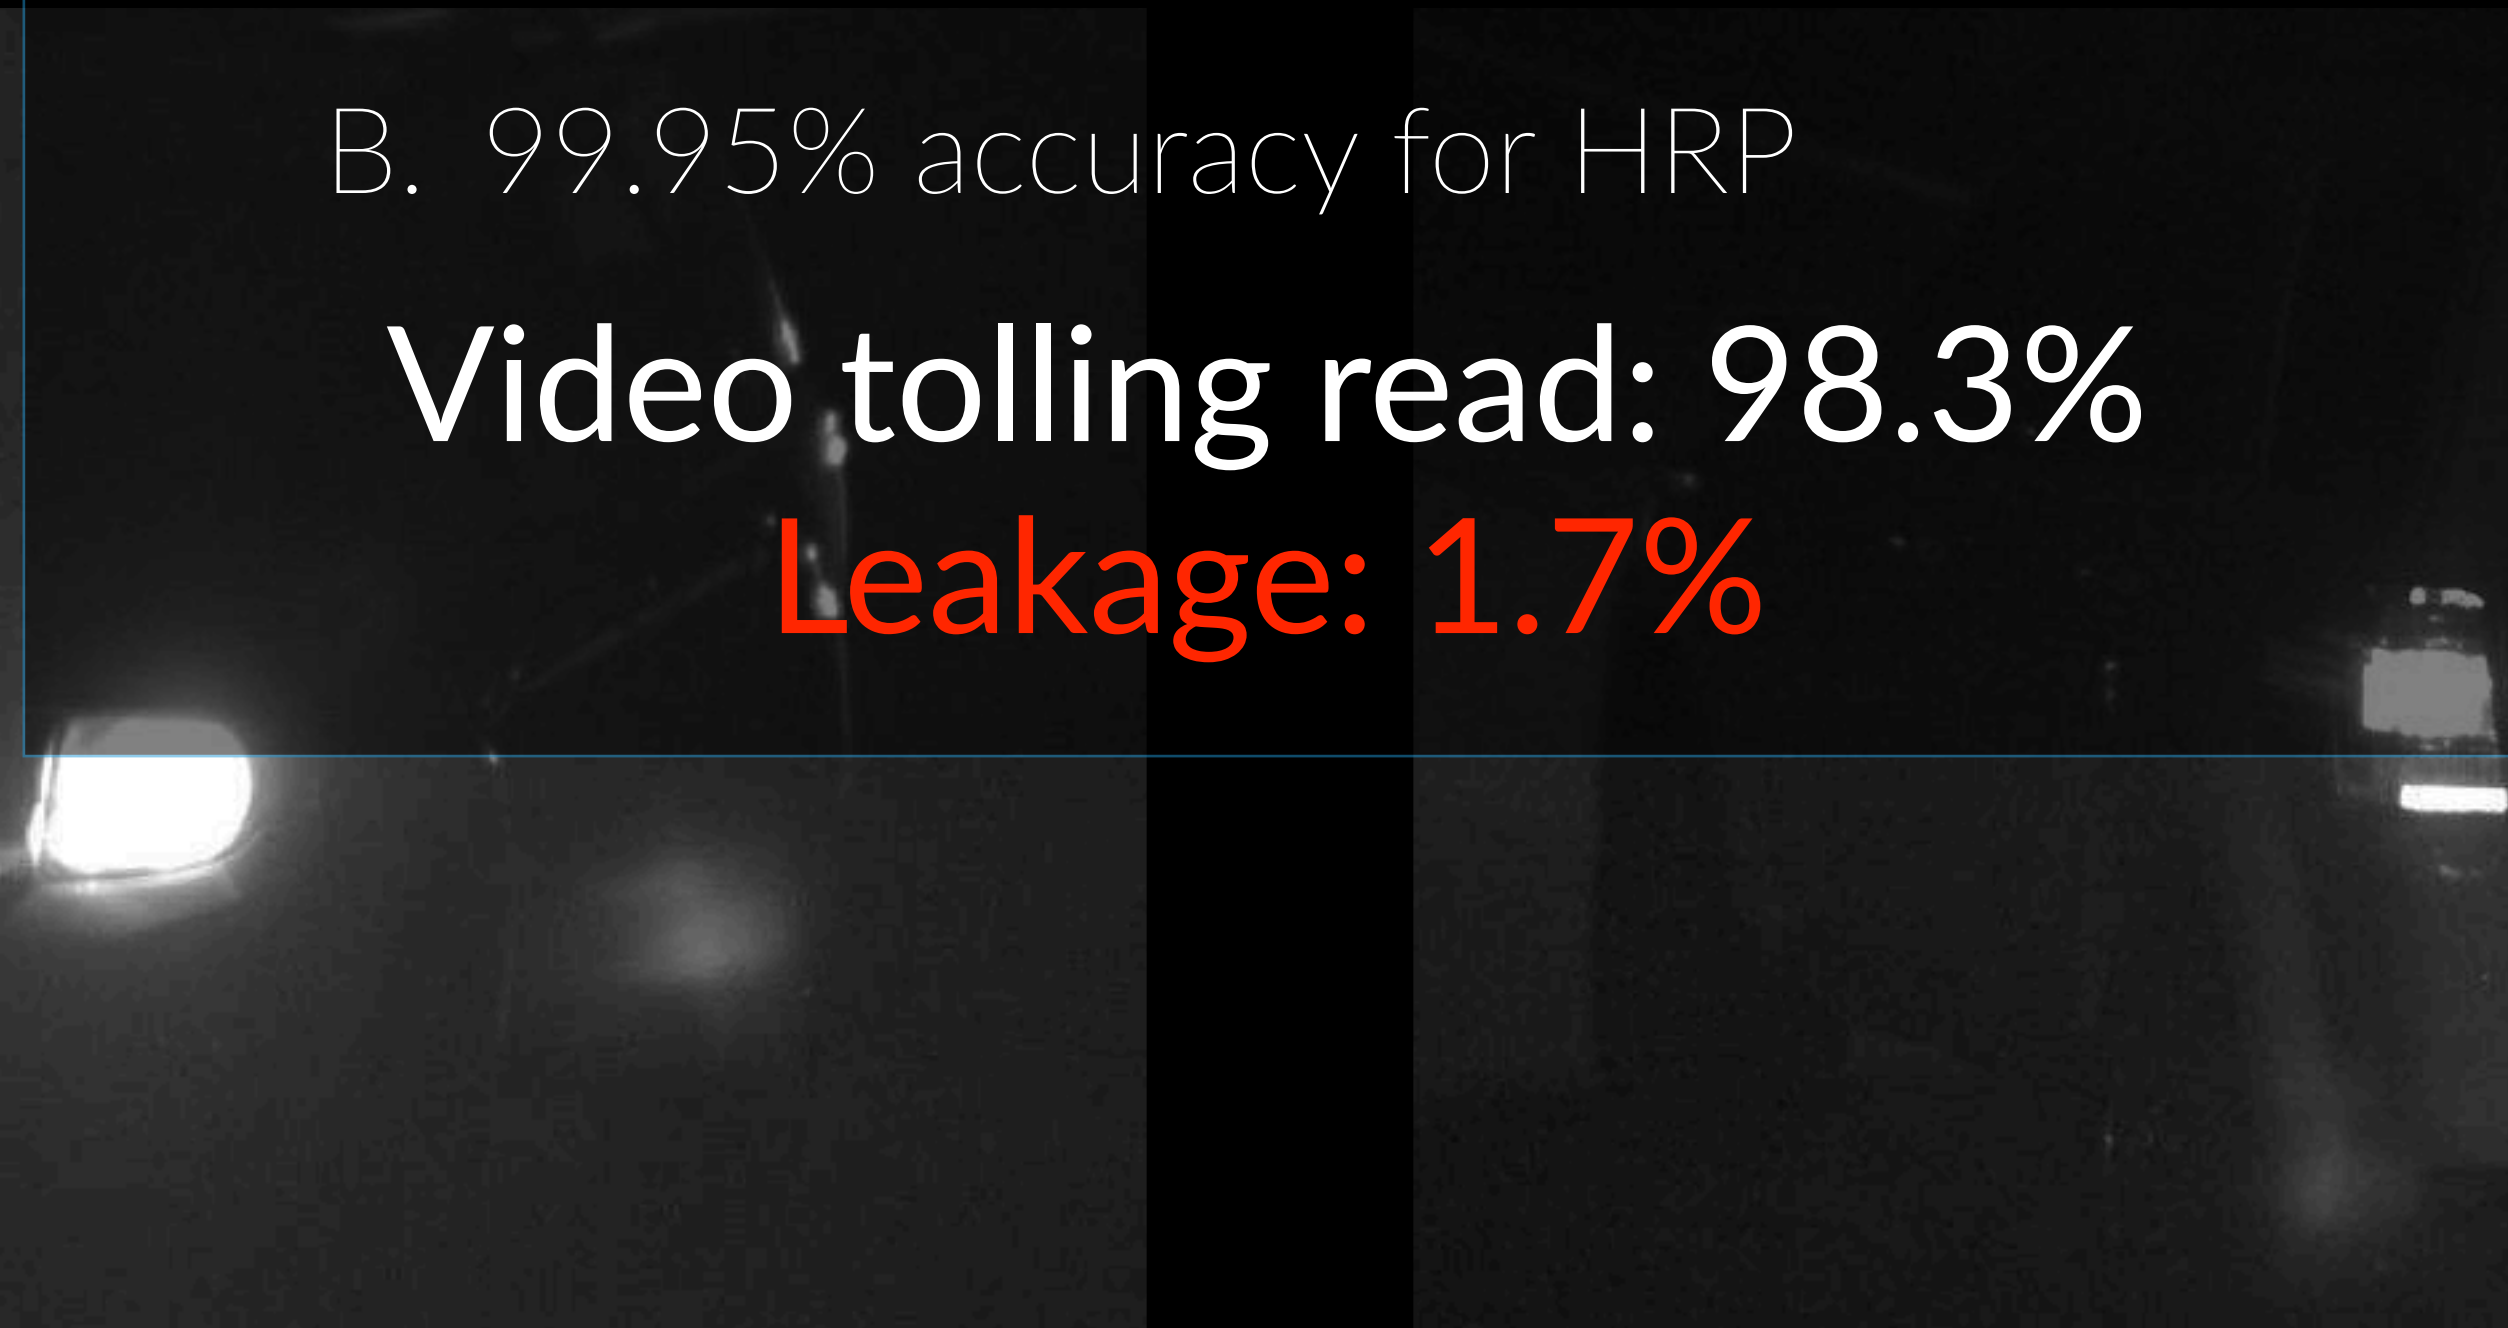 B. 99.95% accuracy for HRP
Video tolling read: 98.3%
Leakage: 1.7%